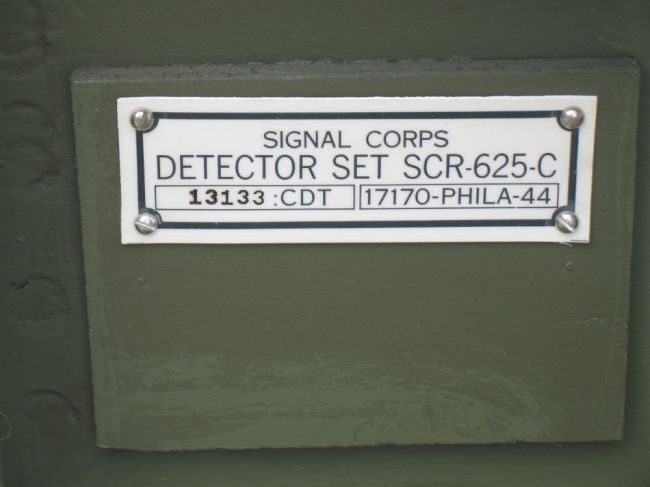 SIGNAL CORPS
DETECTOR SET SCR-625-C
13133:CDT 17170-PHILA-44